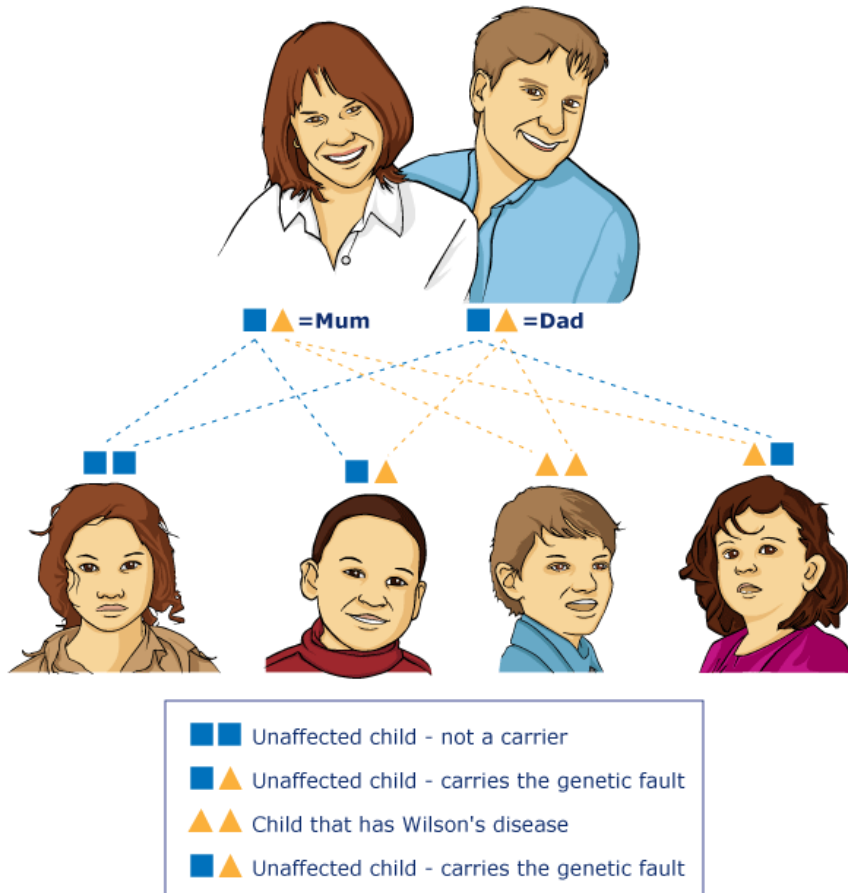 =Mum =Dad
Unaffected child - not a carrier
Unaffected child - carries the genetic fault
Child that has Wilson's disease
Unaffected child - carries the genetic fault